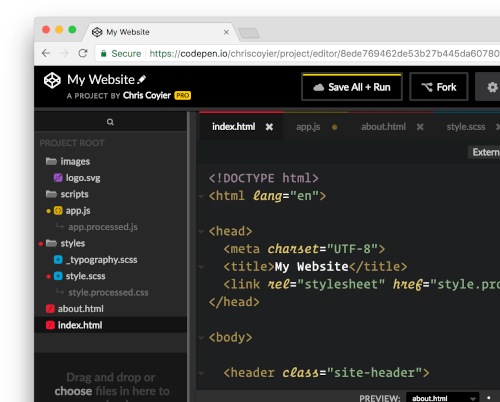 My Website
Secure https://codepen.io/chriscoyier/project/editor/8ede769462de53b27b445da60780
My Website
A PROJECT BY Chris Coyier PRO
Save All + Run
Fork
index.html
app.js
about.html
style.scss
PROJECT ROOT
images
logo.svg
scripts
app.js
app.processed.js
styles
_typography.scss
style.scss
style.processed.css
about.html
index.html
Drag and drop or
choose files in here to
Extern
<!DOCTYPE html>
<html lang="en">
<head>
<meta charset="UTF-8">
<title>My Website</title>
<link rel="stylesheet" href="style.pro
</head>
<body>
<header class="site-header">
PREVIEW: about.html